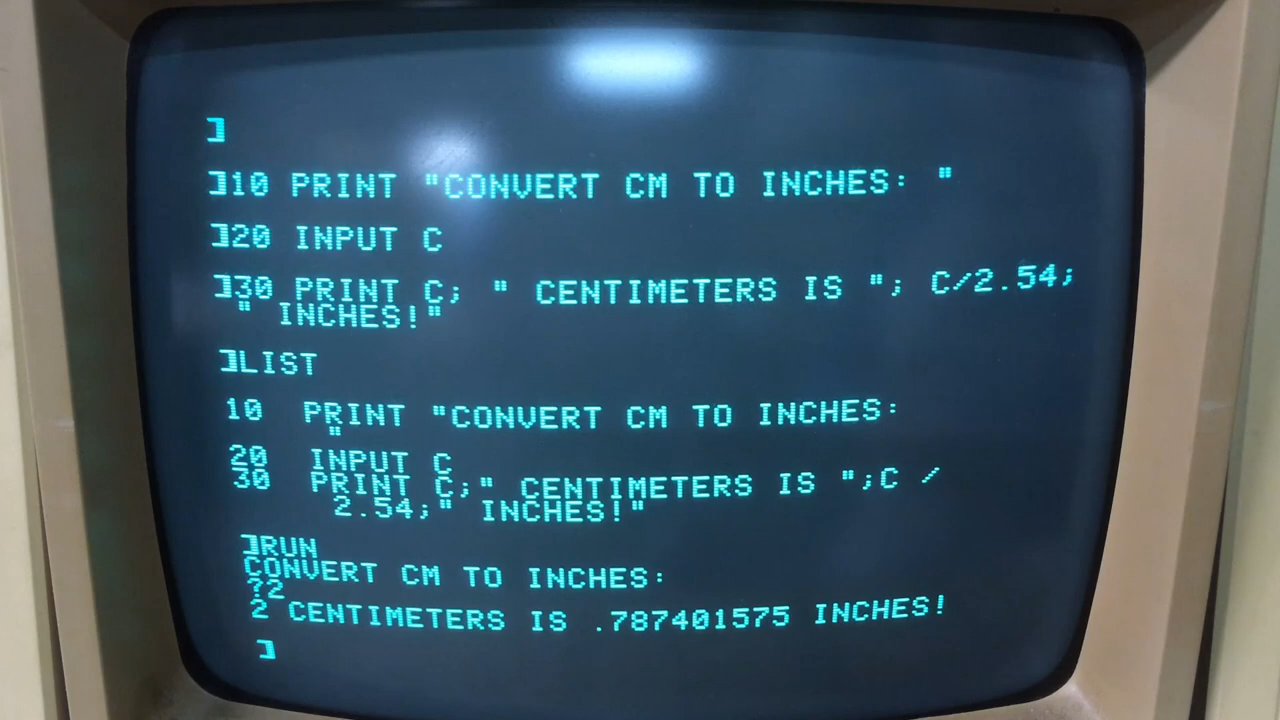 ]
]10 PRINT "CONVERT CM TO INCHES: "
]20 INPUT C
]30 PRINT C; " CENTIMETERS IS "; C/2.54;
" INCHES!"
]LIST
10  PRINT "CONVERT CM TO INCHES:
"
20  INPUT C
30  PRINT C;" CENTIMETERS IS ";C /
2.54;" INCHES!"
]RUN
CONVERT CM TO INCHES:
?2
2 CENTIMETERS IS .787401575 INCHES!
]